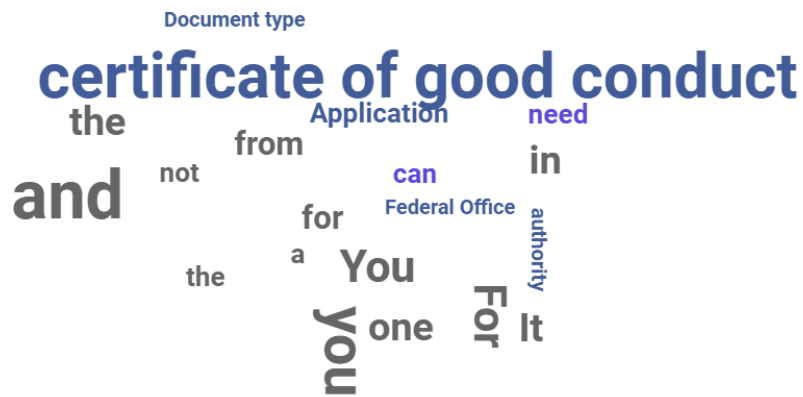 Document type
certificate of good conduct
the
Application
need
from
in
not
can
and
for
Federal Office
authority
a
You
the
you
one
For
It